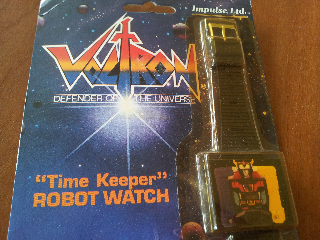 Impulse, Ltd.
VOLTRON
DEFENDER OF THE UNIVERSE
"Time Keeper"
ROBOT WATCH